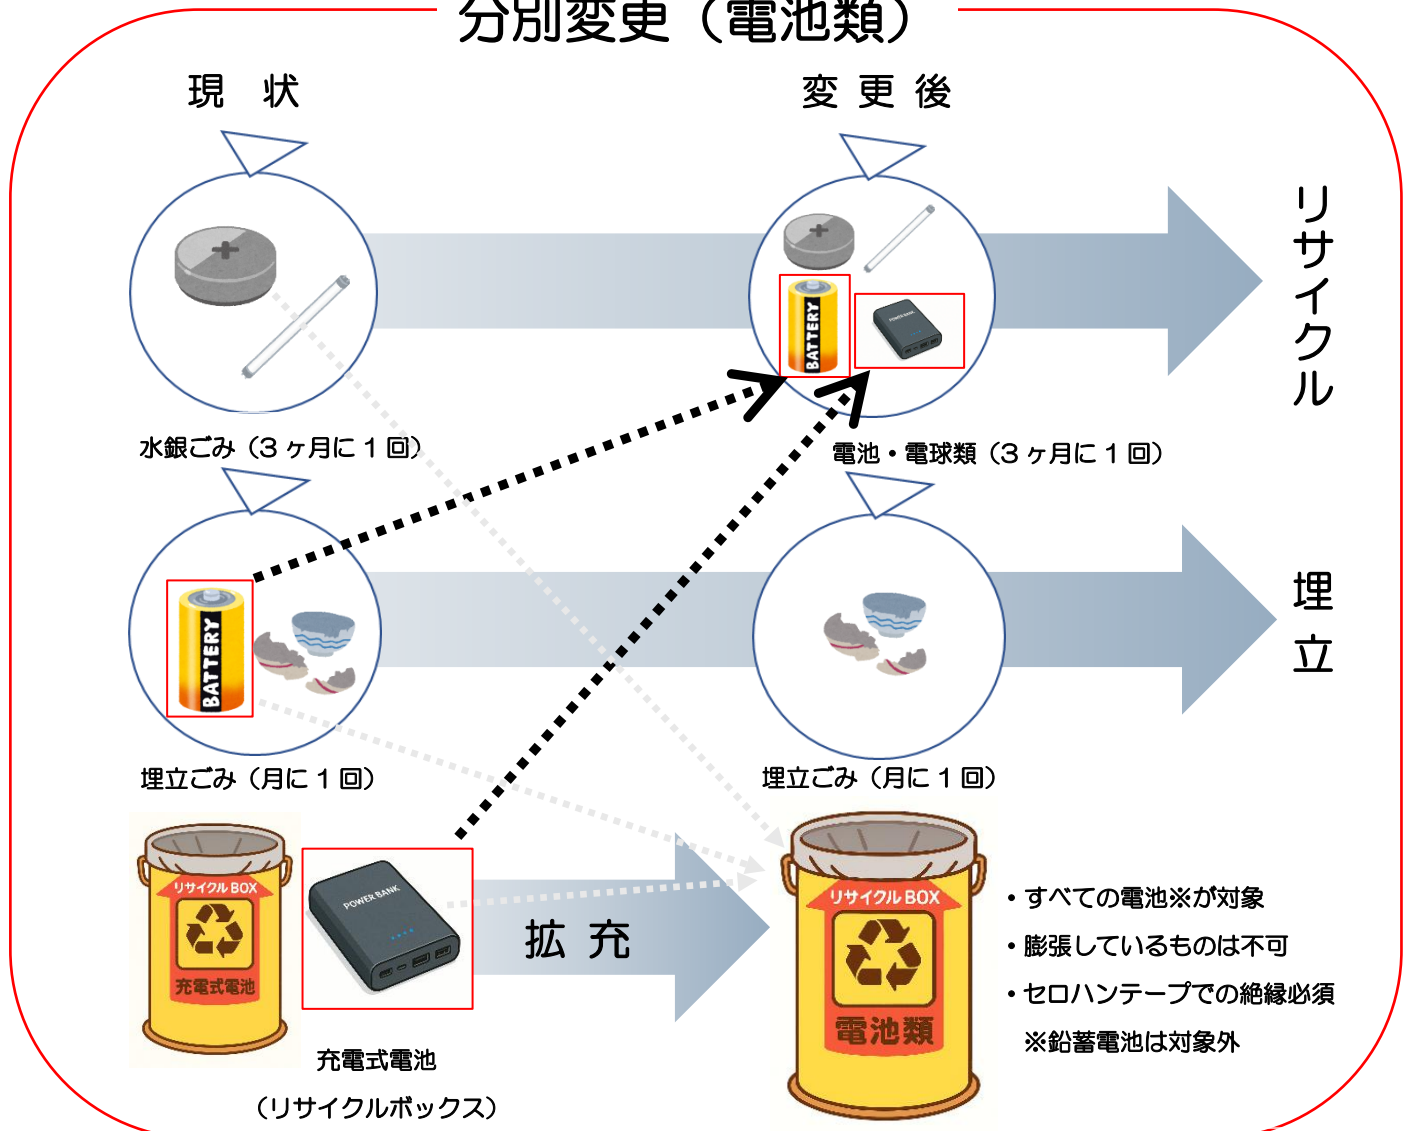 分別変更（電池類）
現 状
変 更 後
BATTERY
POWER BANK
リサイクル
水銀ごみ（3 ヶ月に 1 回）
電池・電球類（3 ヶ月に 1 回）
BATTERY
埋立
埋立ごみ（月に 1 回）
埋立ごみ（月に 1 回）
リサイクル BOX
充電式電池
POWER BANK
拡 充
リサイクル BOX
電池類
・すべての電池※が対象
・膨張しているものは不可
・セロハンテープでの絶縁必須
※鉛蓄電池は対象外
充電式電池
（リサイクルボックス）